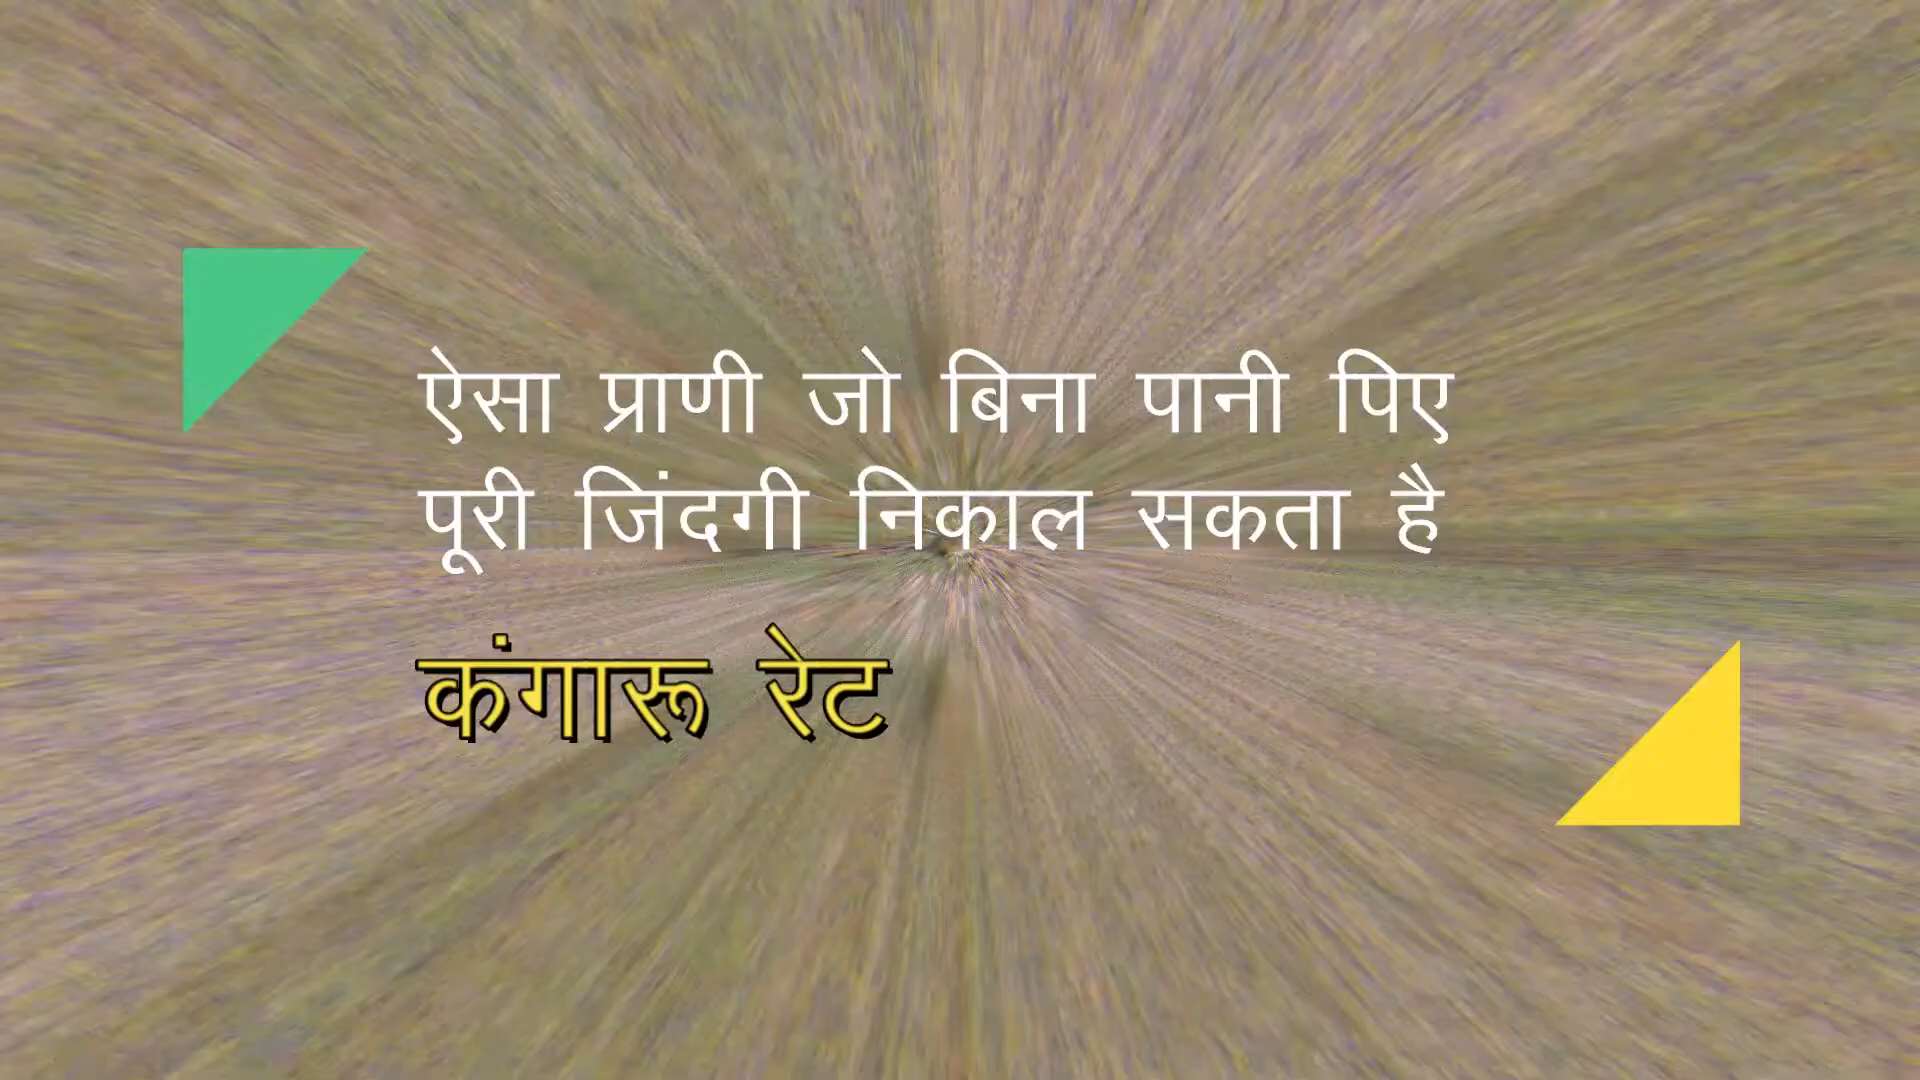 ऐसा प्राणी जो बिना पानी पिए
पूरी जिंदगी निकाल सकता है
कंगारू रेट